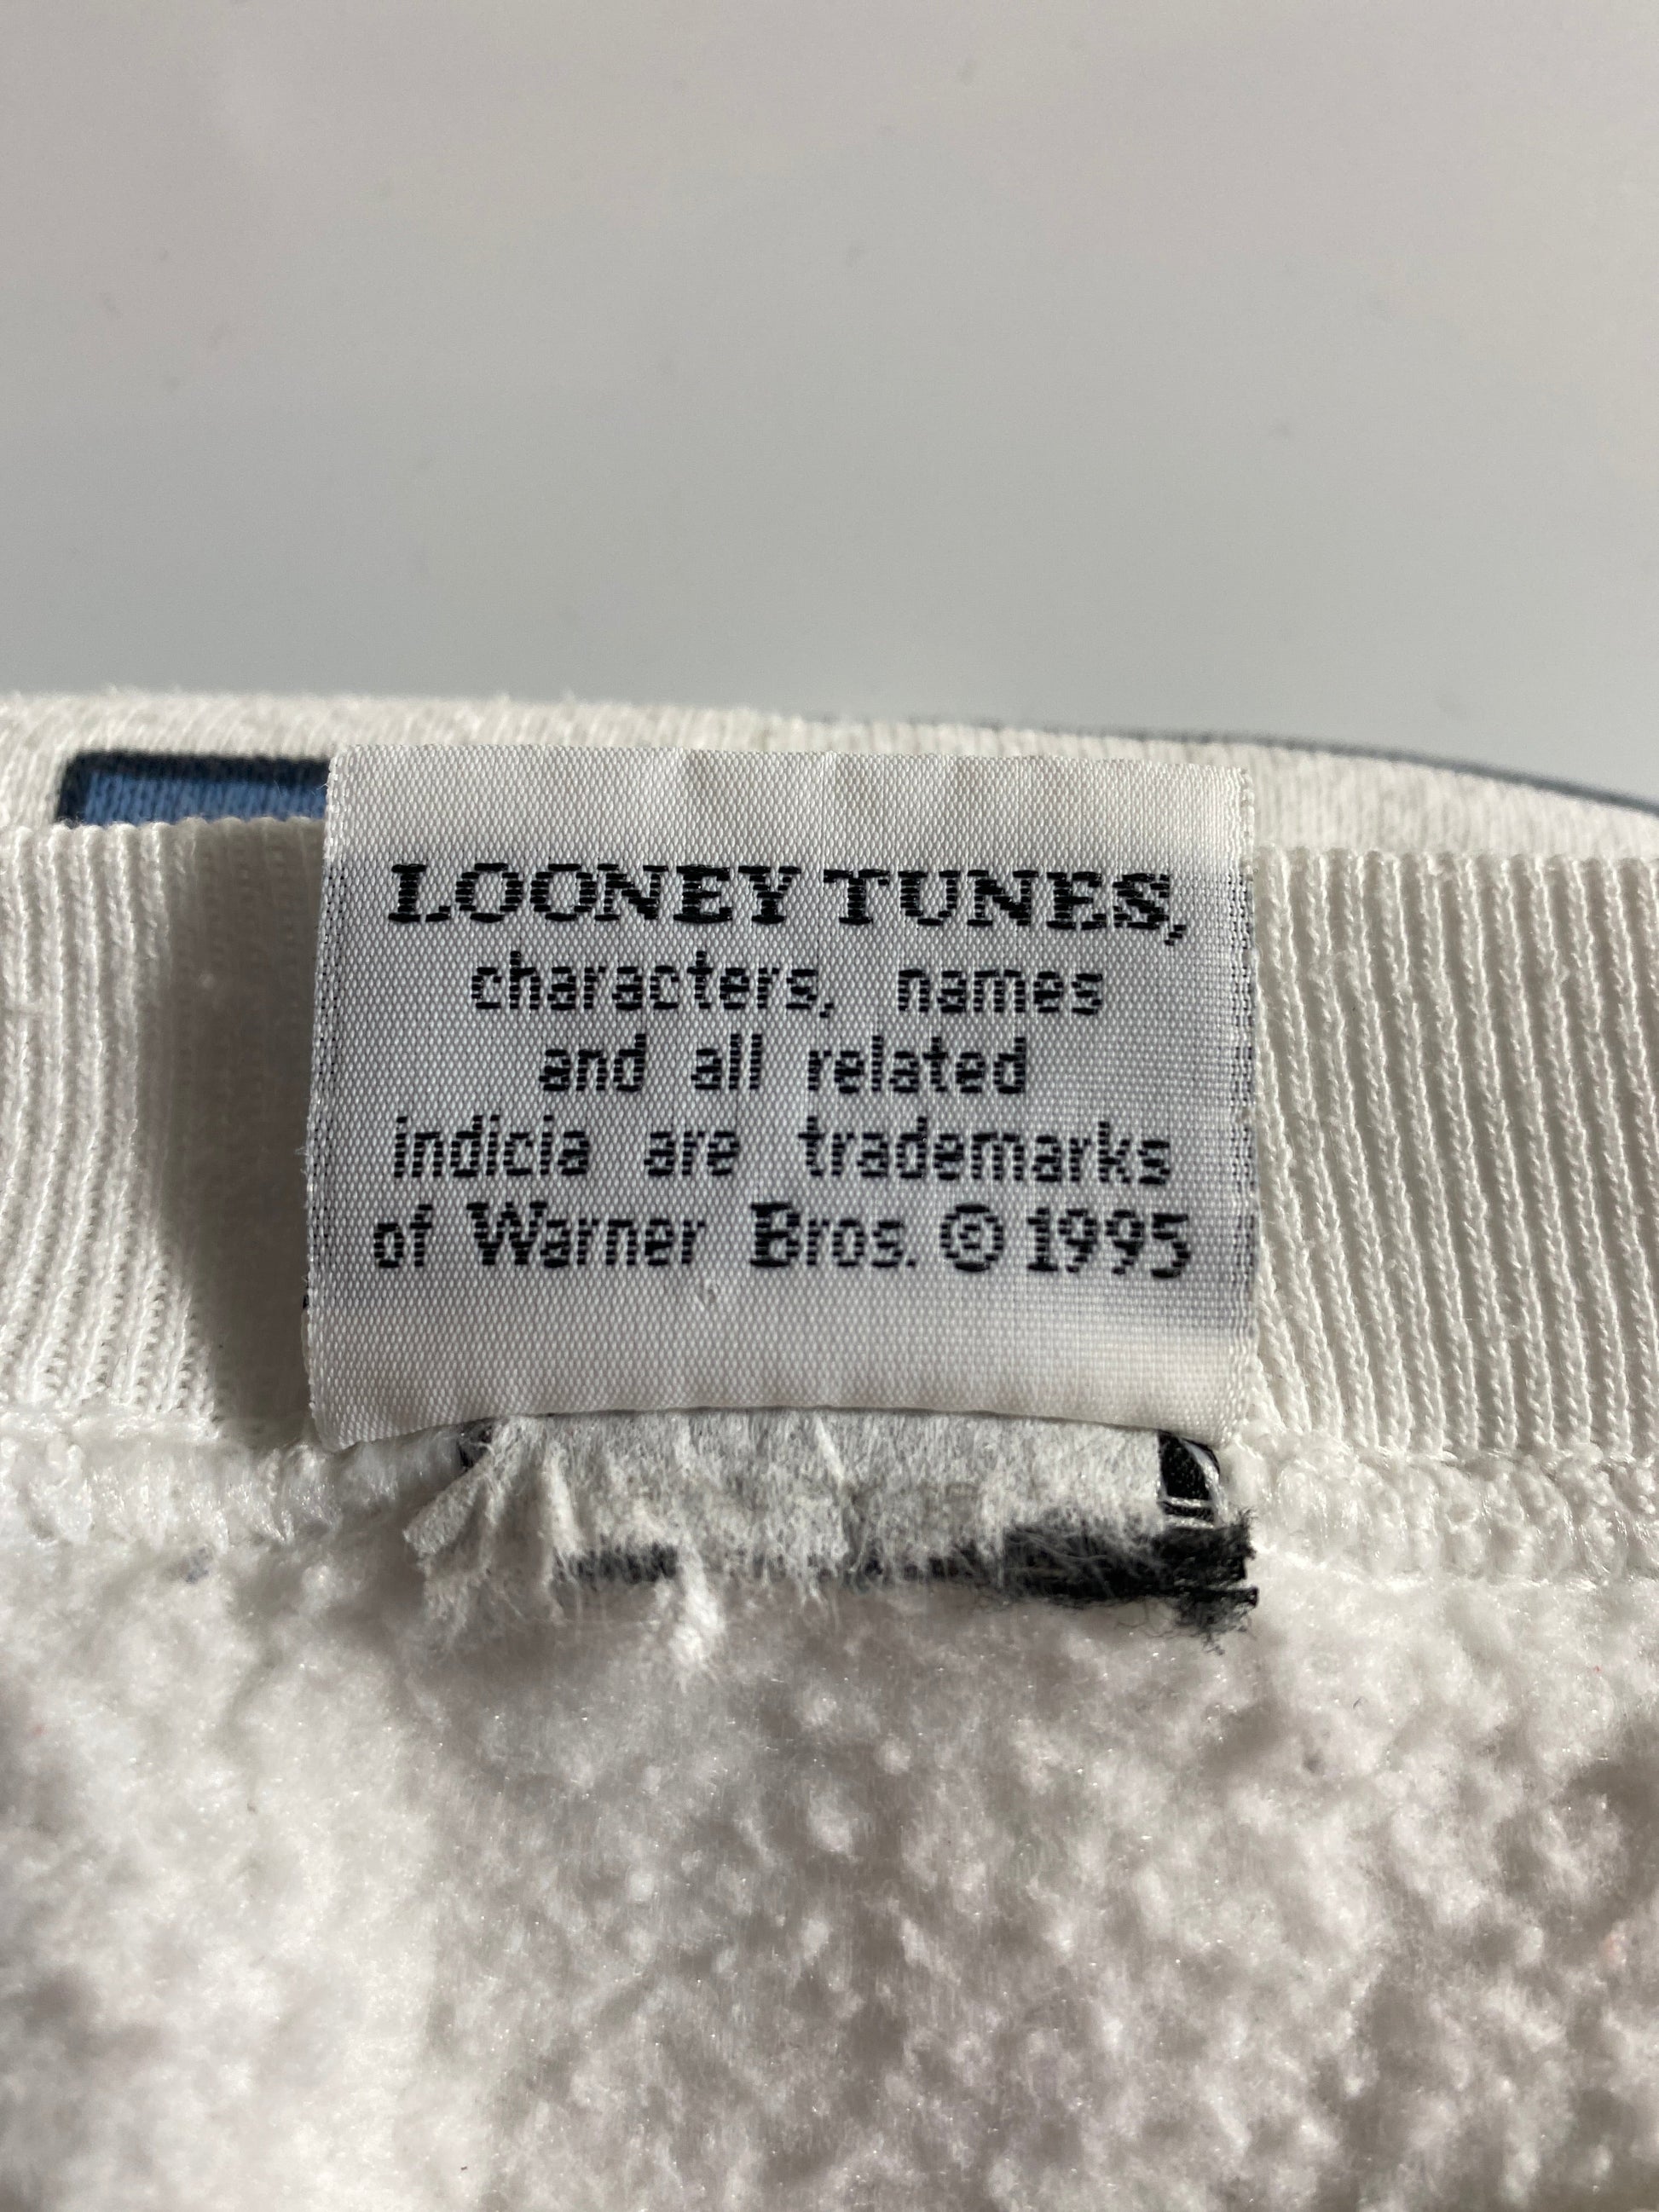 LOONEY TUNES,
characters, names
and all related
indicia are trademarks
of Warner Bros. © 1995